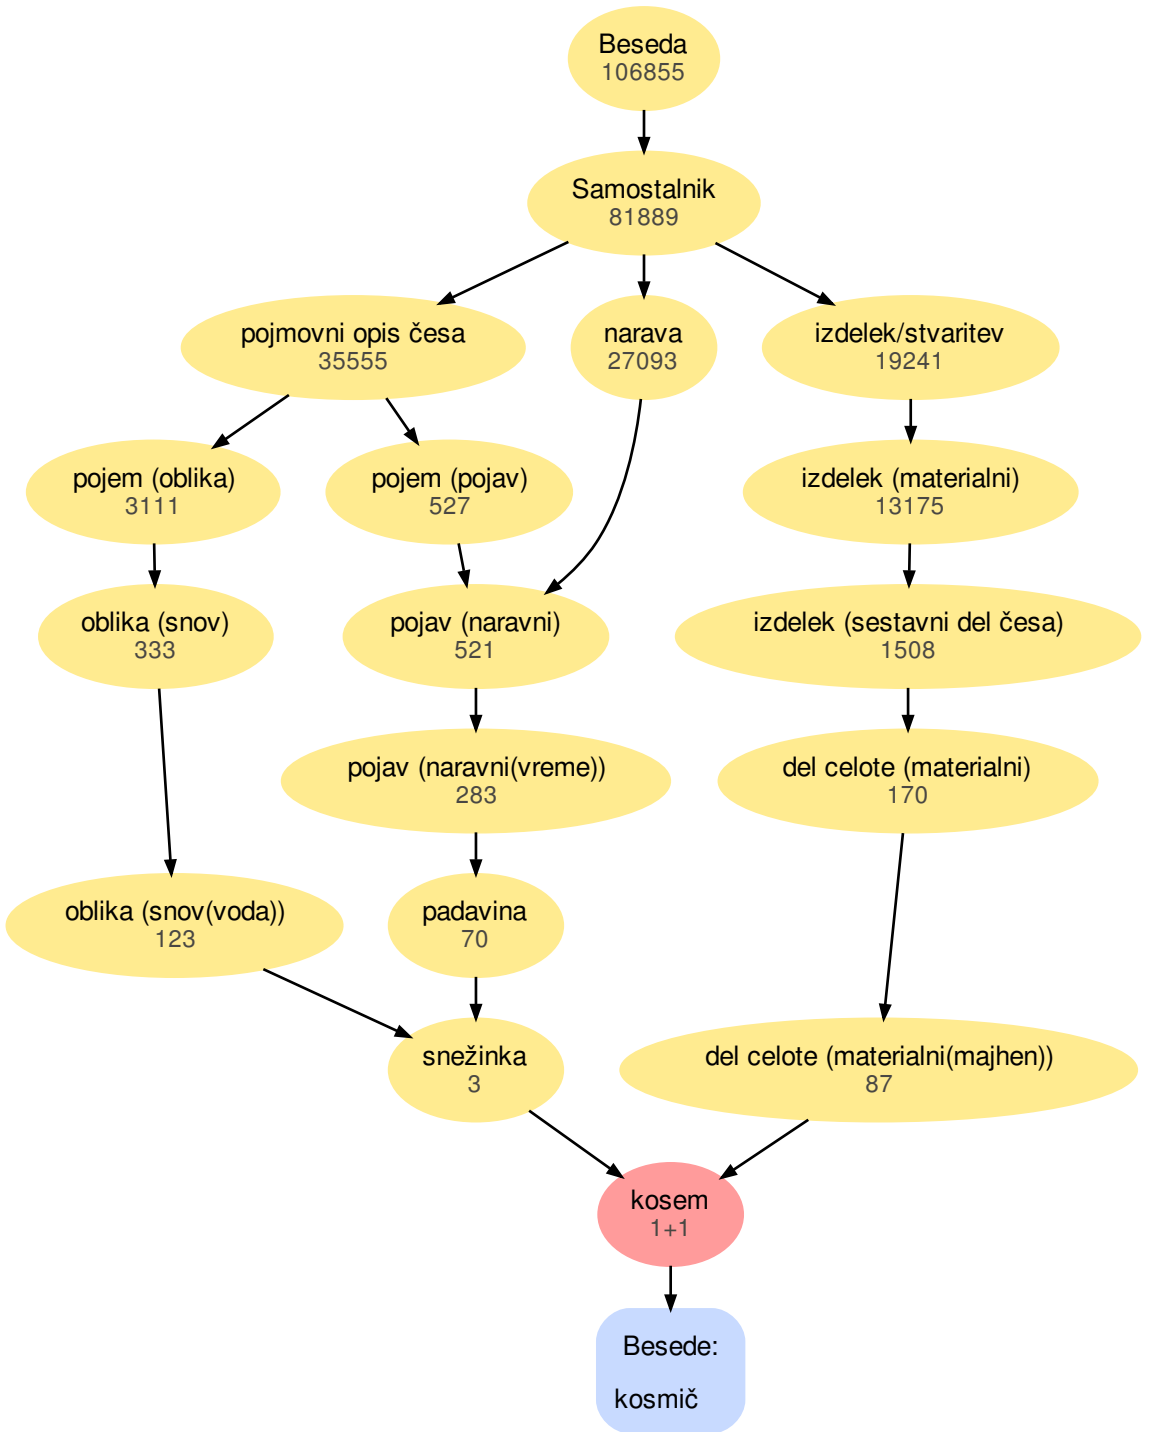 Beseda
106855
Samostalnik
81889
pojmovni opis česa
35555
narava
27093
izdelek/stvaritev
19241
pojem (oblika)
3111
pojem (pojav)
527
izdelek (materialni)
13175
oblika (snov)
333
pojav (naravni)
521
izdelek (sestavni del česa)
1508
pojav (naravni(vreme))
283
del celote (materialni)
170
oblika (snov(voda))
123
padavina
70
snežinka
3
del celote (materialni(majhen))
87
kosem
1+1
Besede:
kosmič